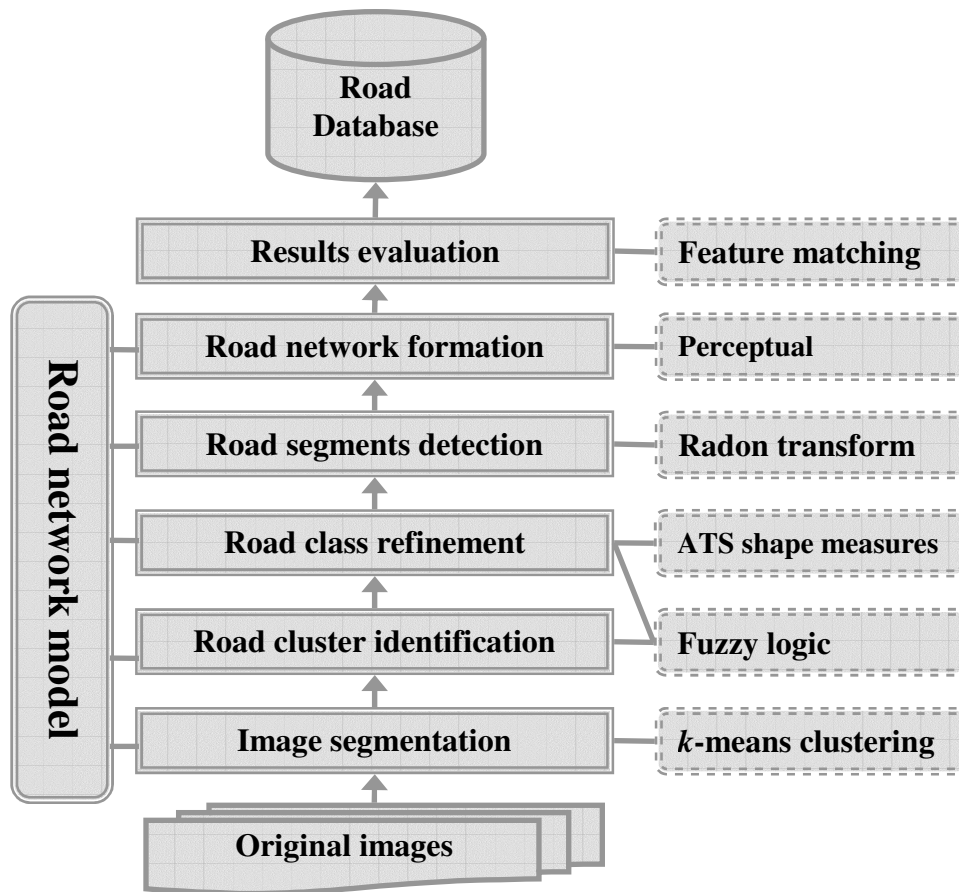 Road
Database
Results evaluation
Feature matching
Road network formation
Perceptual
Road segments detection
Radon transform
Road class refinement
ATS shape measures
Road cluster identification
Fuzzy logic
Image segmentation
k-means clustering
Original images
Road network model